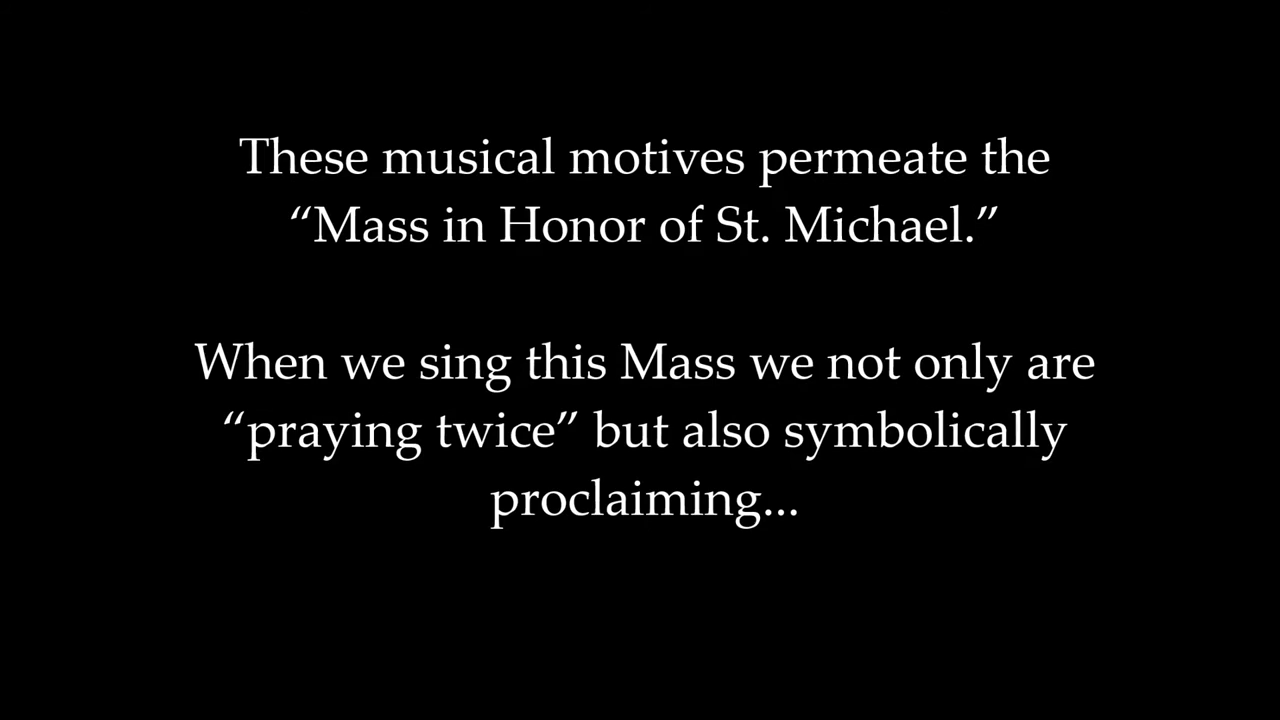 These musical motives permeate the
“Mass in Honor of St. Michael.”
When we sing this Mass we not only are
“praying twice” but also symbolically
proclaiming...